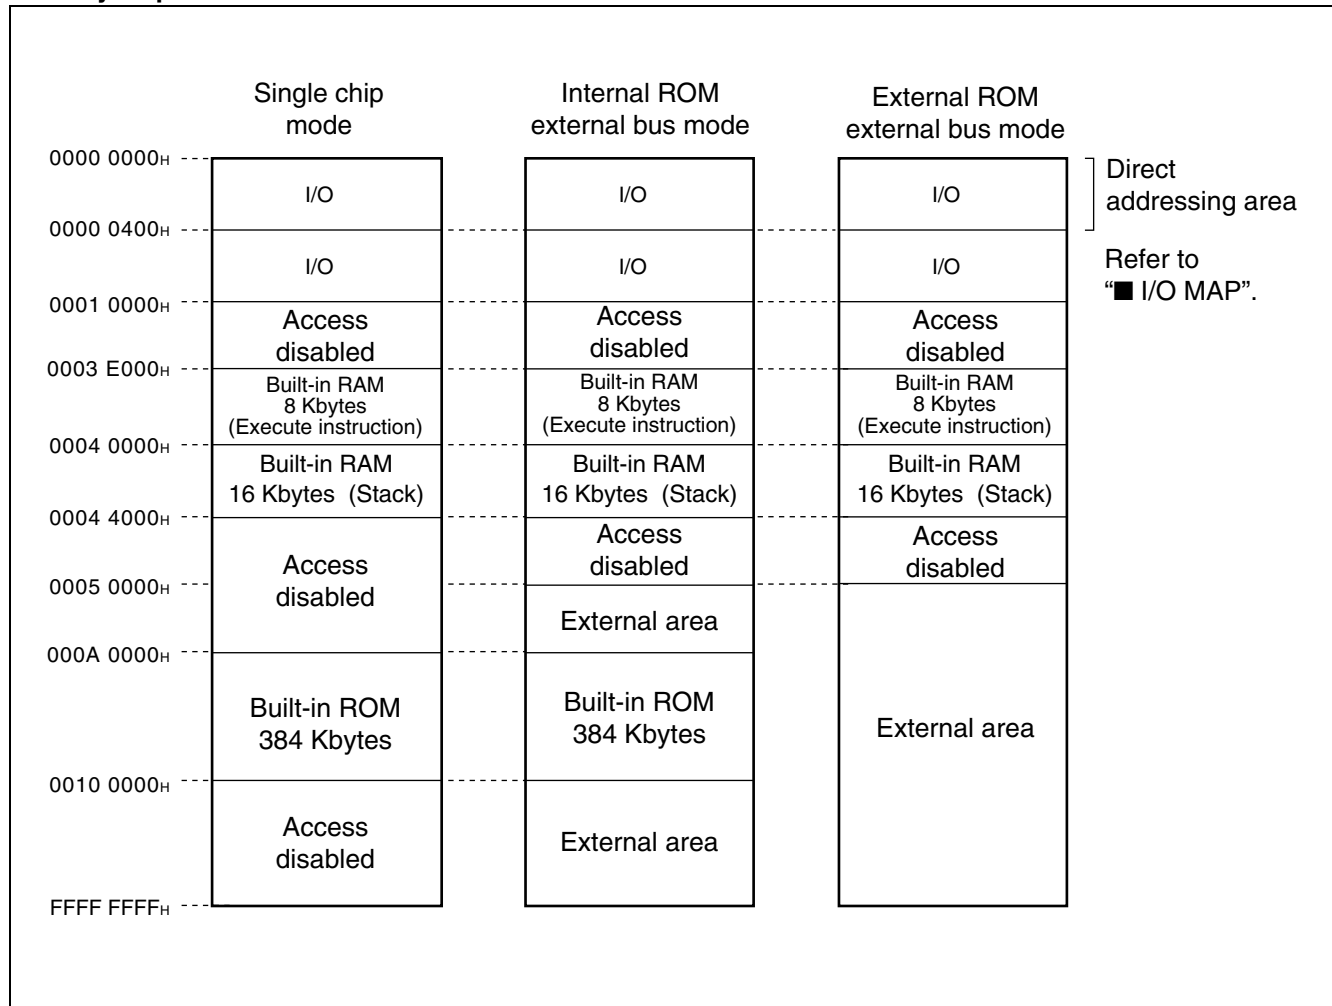 Single chip
mode
Internal ROM
external bus mode
External ROM
external bus mode
0000 0000H
I/O
I/O
I/O
Direct
addressing area
0000 0400H
I/O
I/O
I/O
Refer to
“■ I/O MAP”.
0001 0000H
Access
disabled
Access
disabled
Access
disabled
0003 E000H
Built-in RAM
8 Kbytes
(Execute instruction)
Built-in RAM
8 Kbytes
(Execute instruction)
Built-in RAM
8 Kbytes
(Execute instruction)
0004 0000H
Built-in RAM
16 Kbytes (Stack)
Built-in RAM
16 Kbytes (Stack)
Built-in RAM
16 Kbytes (Stack)
0004 4000H
Access
disabled
Access
disabled
Access
disabled
0005 0000H
External area
External area
000A 0000H
Built-in ROM
384 Kbytes
Built-in ROM
384 Kbytes
0010 0000H
Access
disabled
External area
FFFF FFFFH